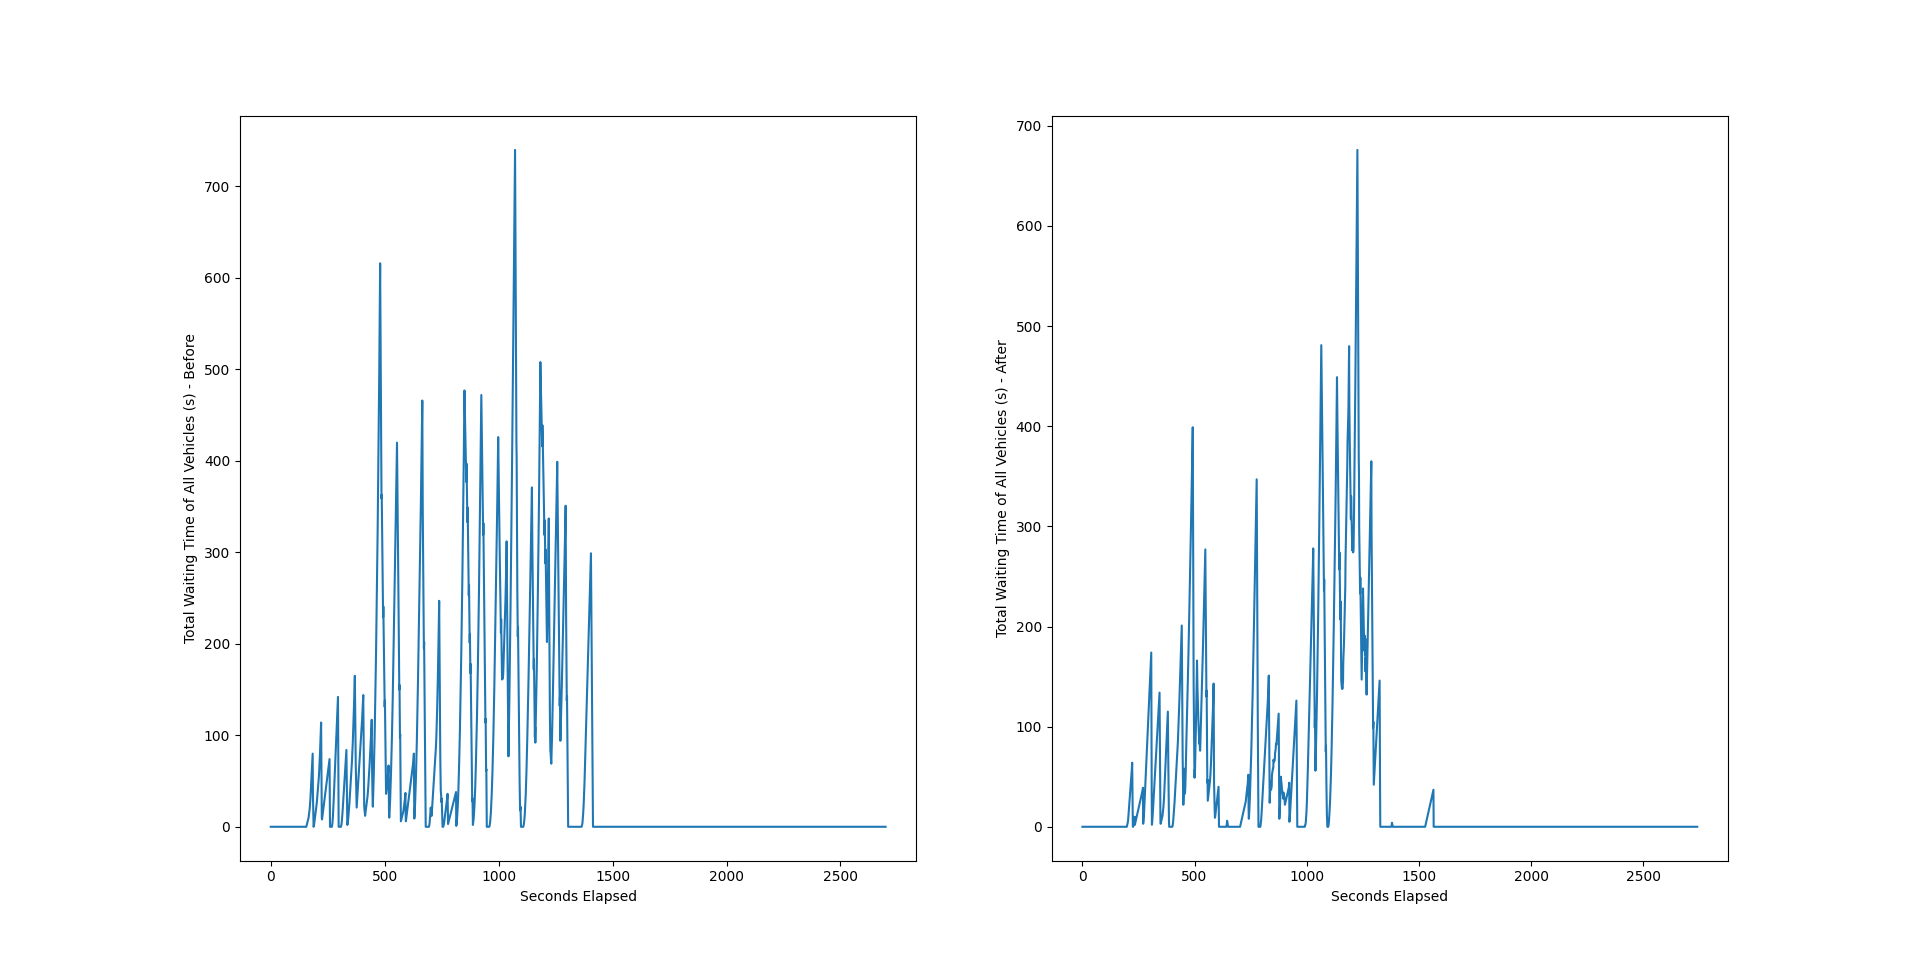 Total Waiting Time of All Vehicles (s) - Before
700
600
500
400
300
200
100
0
0 500 1000 1500 2000 2500
Seconds Elapsed
Total Waiting Time of All Vehicles (s) - After
700
600
500
400
300
200
100
0
0 500 1000 1500 2000 2500
Seconds Elapsed